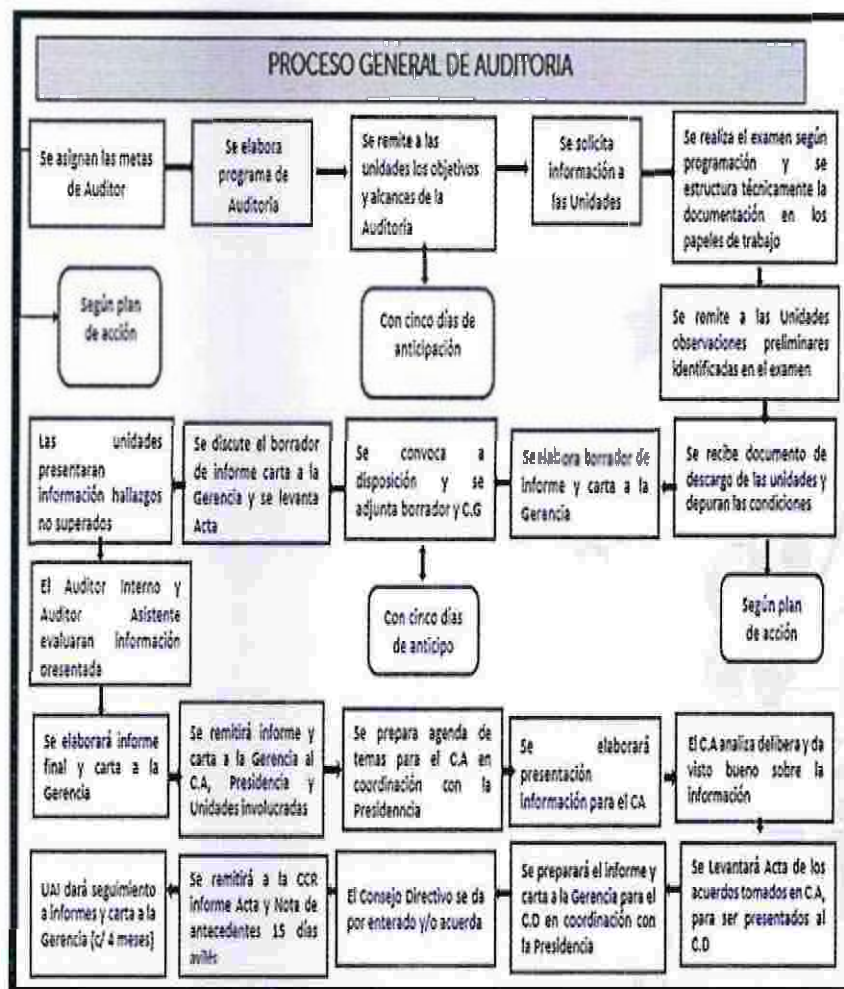 PROCESO GENERAL DE AUDITORIA
Se asignan las metas
de Auditor
Se elabora
programa de
Auditoría
Se remite a las
unidades los objetivos
y alcances de la
Auditoría
Se solicita
información a
las Unidades
Se realiza el examen según
programación y se
estructura técnicamente la
documentación en los
papeles de trabajo
Según plan
de acción
Con cinco días de
anticipación
Se remite a las Unidades
observaciones preliminares
identificadas en el examen
Se recibe documento de
descargo de las unidades y
depuran las condiciones
Se elabora borrador de
informe y carta a la
Gerencia
Se convoca a
disposición y se
adjunta borrador y C.G
Se discute el borrador
de informe carta a la
Gerencia y se levanta
Acta
Las unidades
presentaran
información hallazgos
no superados
Según plan
de acción
Con cinco días
de anticipo
El Auditor Interno y
Auditor Asistente
evaluaran información
presentada
Se elaborará informe
final y carta a la
Gerencia
Se remitirá informe y
carta a la Gerencia al
C.A, Presidencia y
Unidades involucradas
Se prepara agenda de
temas para el C.A en
coordinación con la
Presidenncia
Se elaborará
presentación
información para el CA
El C.A analiza delibera y da
visto bueno sobre la
información
Se Levantará Acta de los
acuerdos tomados en C.A,
para ser presentados al
C.D
Se preparará el informe y
carta a la Gerencia para el
C.D en coordinación con la
Presidencia
El Consejo Directivo se da
por enterado y/o acuerda
Se remitirá a la CCR
informe Acta y Nota de
antecedentes 15 días
UAI dará seguimiento
a informes y carta a la
Gerencia (c/ 4 meses)